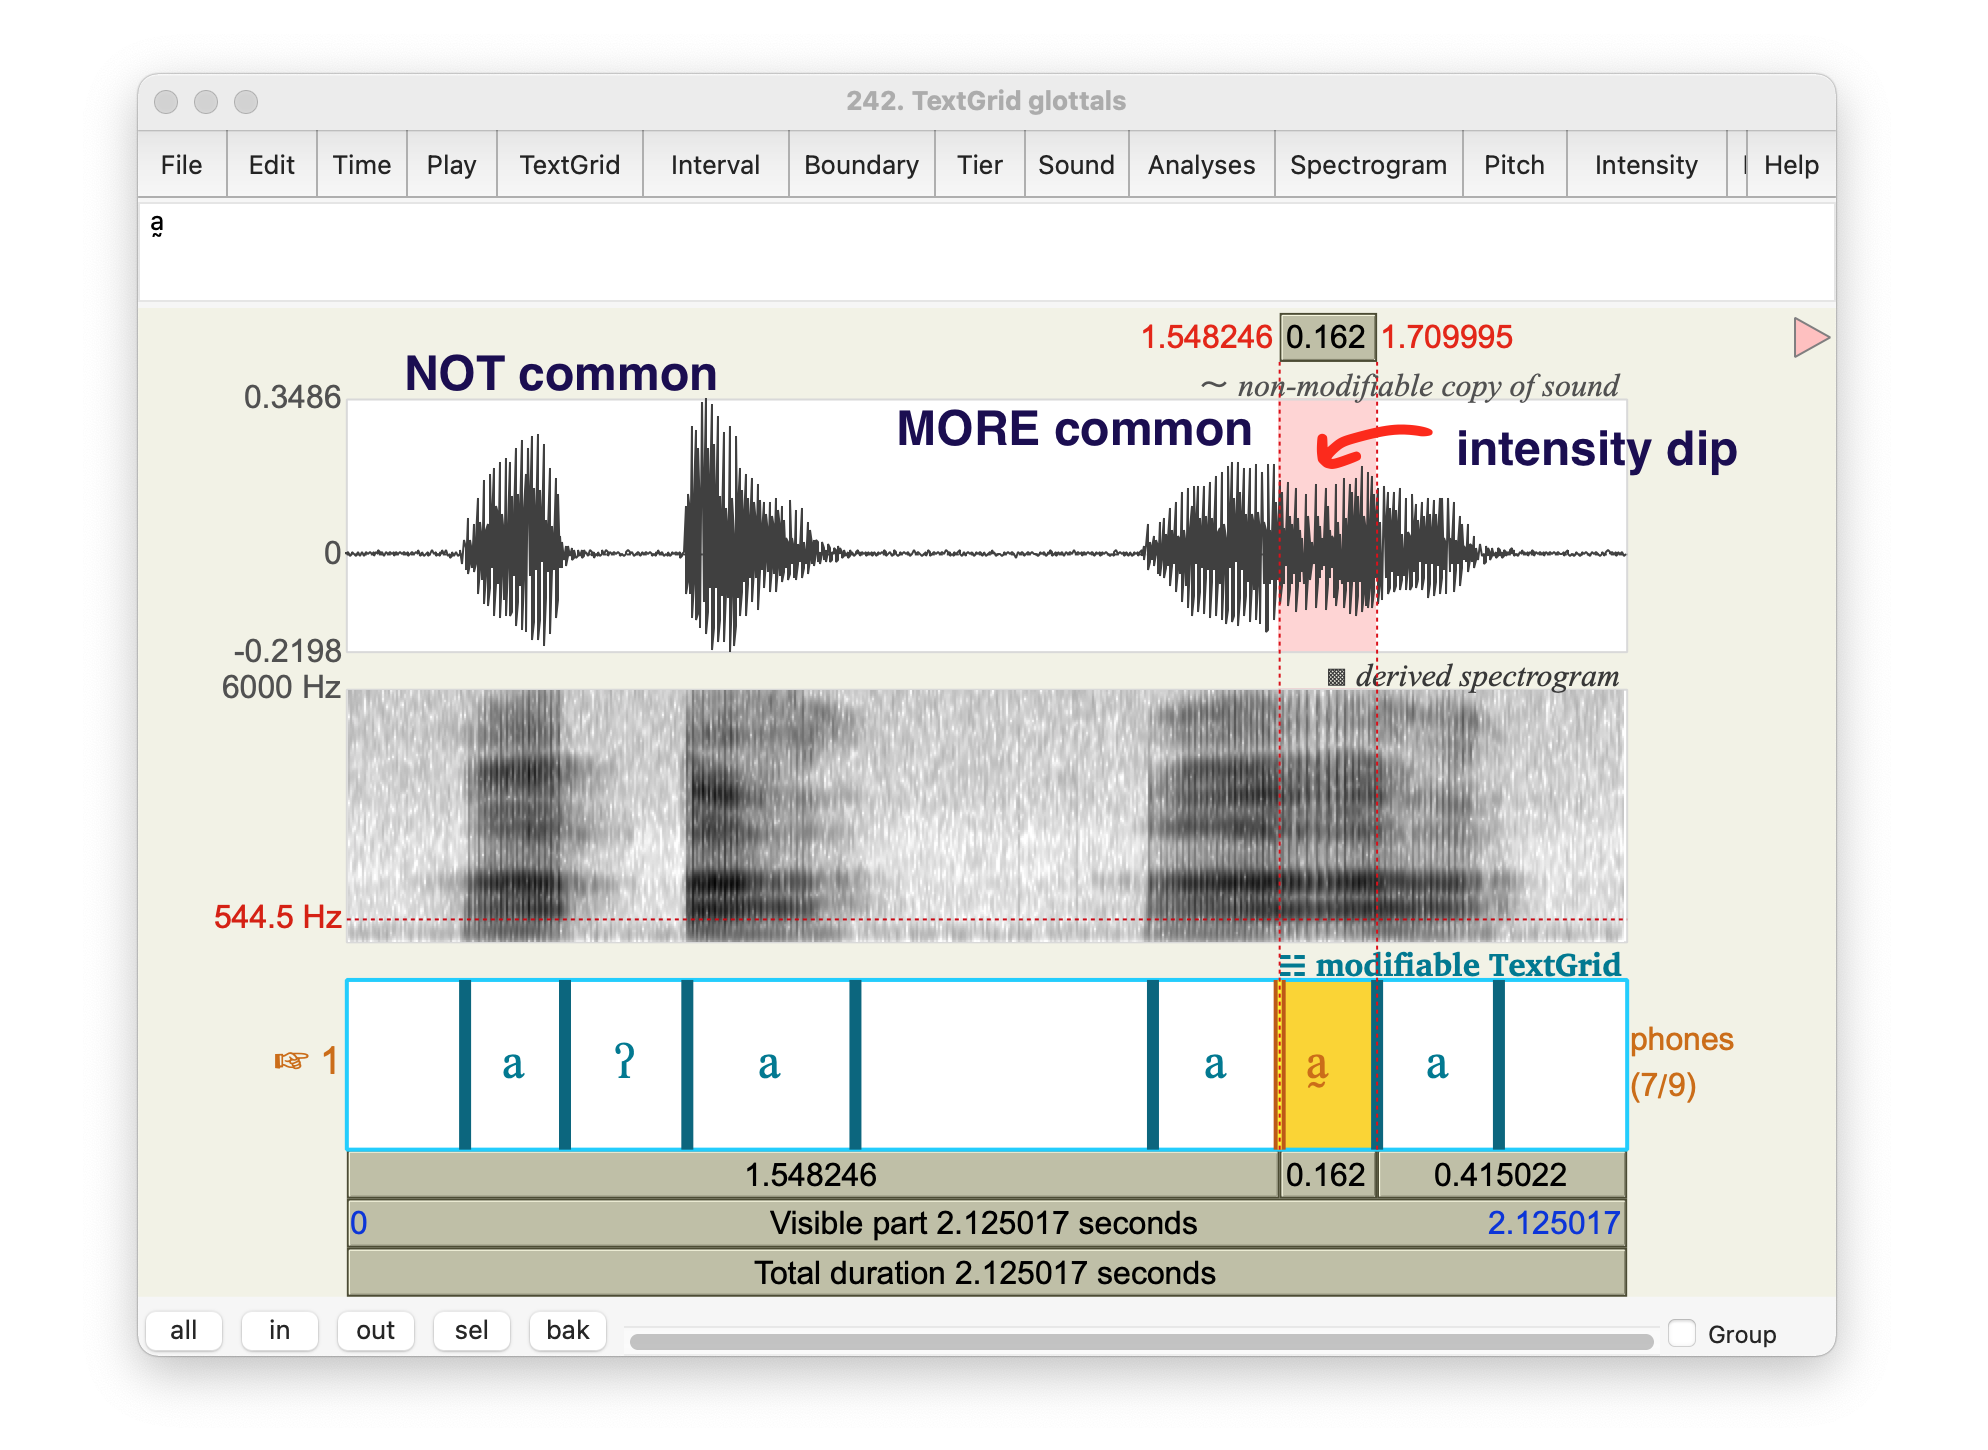 242. TextGrid glottals
File Edit Time Play TextGrid Interval Boundary Tier Sound Analyses Spectrogram Pitch Intensity Help
a̰
1.548246 0.162 1.709995
NOT common
~ non-modifiable copy of sound
0.3486
MORE common
intensity dip
0
-0.2198
derived spectrogram
6000 Hz
544.5 Hz
modifiable TextGrid
☞ 1 a ʔ a a a̰ a phones
(7/9)
1.548246 0.162 0.415022
0 Visible part 2.125017 seconds 2.125017
Total duration 2.125017 seconds
all in out sel bak Group